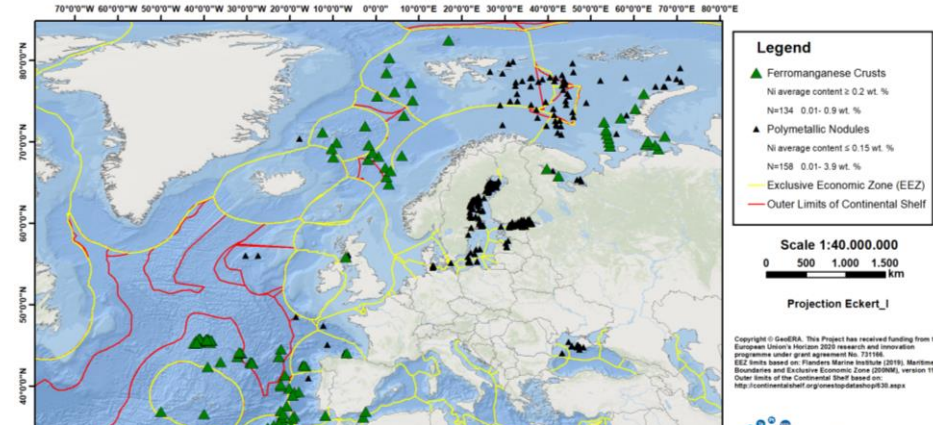 70°0'0"W 60°0'0"W 50°0'0"W 40°0'0"W 30°0'0"W 20°0'0"W 10°0'0"W 0°0'0" 10°0'0"E 20°0'0"E 30°0'0"E 40°0'0"E 50°0'0"E 60°0'0"E 70°0'0"E 80°0'0"E
80°0'0"N
70°0'0"N
60°0'0"N
50°0'0"N
40°0'0"N
Legend
Ferromanganese Crusts
Ni average content ≥ 0.2 wt. %
N=134 0.01- 0.9 wt. %
Polymetallic Nodules
Ni average content ≤ 0.15 wt. %
N=158 0.01- 3.9 wt. %
Exclusive Economic Zone (EEZ)
Outer Limits of Continental Shelf
Scale 1:40.000.000
0 500 1.000 1.500
km
Projection Eckert_I
Copyright © GeoERA. This Project has received funding from
European Union's Horizon 2020 research and innovation
programme under grant agreement No. 731166.
EEZ limits based on: Flanders Marine Institute (2019). Maritime
Boundaries and Exclusive Economic Zone (200NM), version
Outer limits of the Continental Shelf based on:
http://continentalshelf.org/onestopdatashop/630.aspx